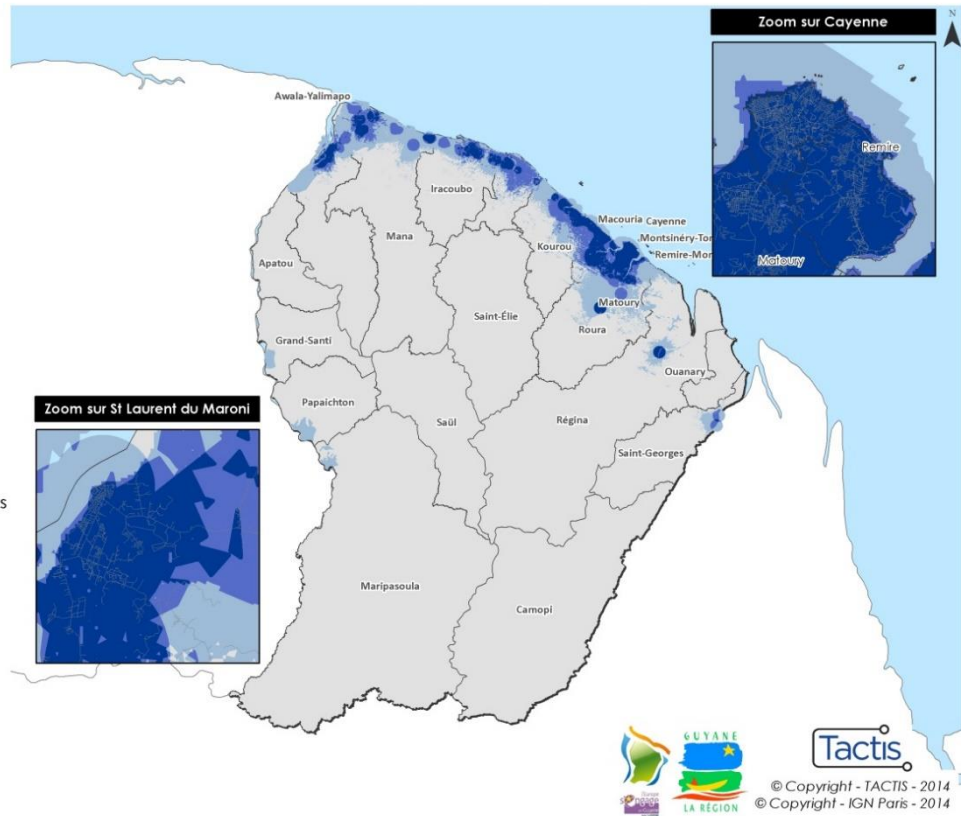 Zoom sur Cayenne
N
Remire
Matoury
Awala-Yalimapo
Iracoubo
Mana
Macouria
Cayenne
Montsinéry-Ton
Remire-Mon
Kourou
Apatou
Saint-Élie
Matoury
Roura
Grand-Santi
Ouanary
Papaichton
Saül
Régina
Saint-Georges
Zoom sur St Laurent du Maroni
s
Maripasoula
Camopi
GUYANE
LA RÉGION
Tactis
© Copyright - TACTIS - 2014
© Copyright - IGN Paris - 2014